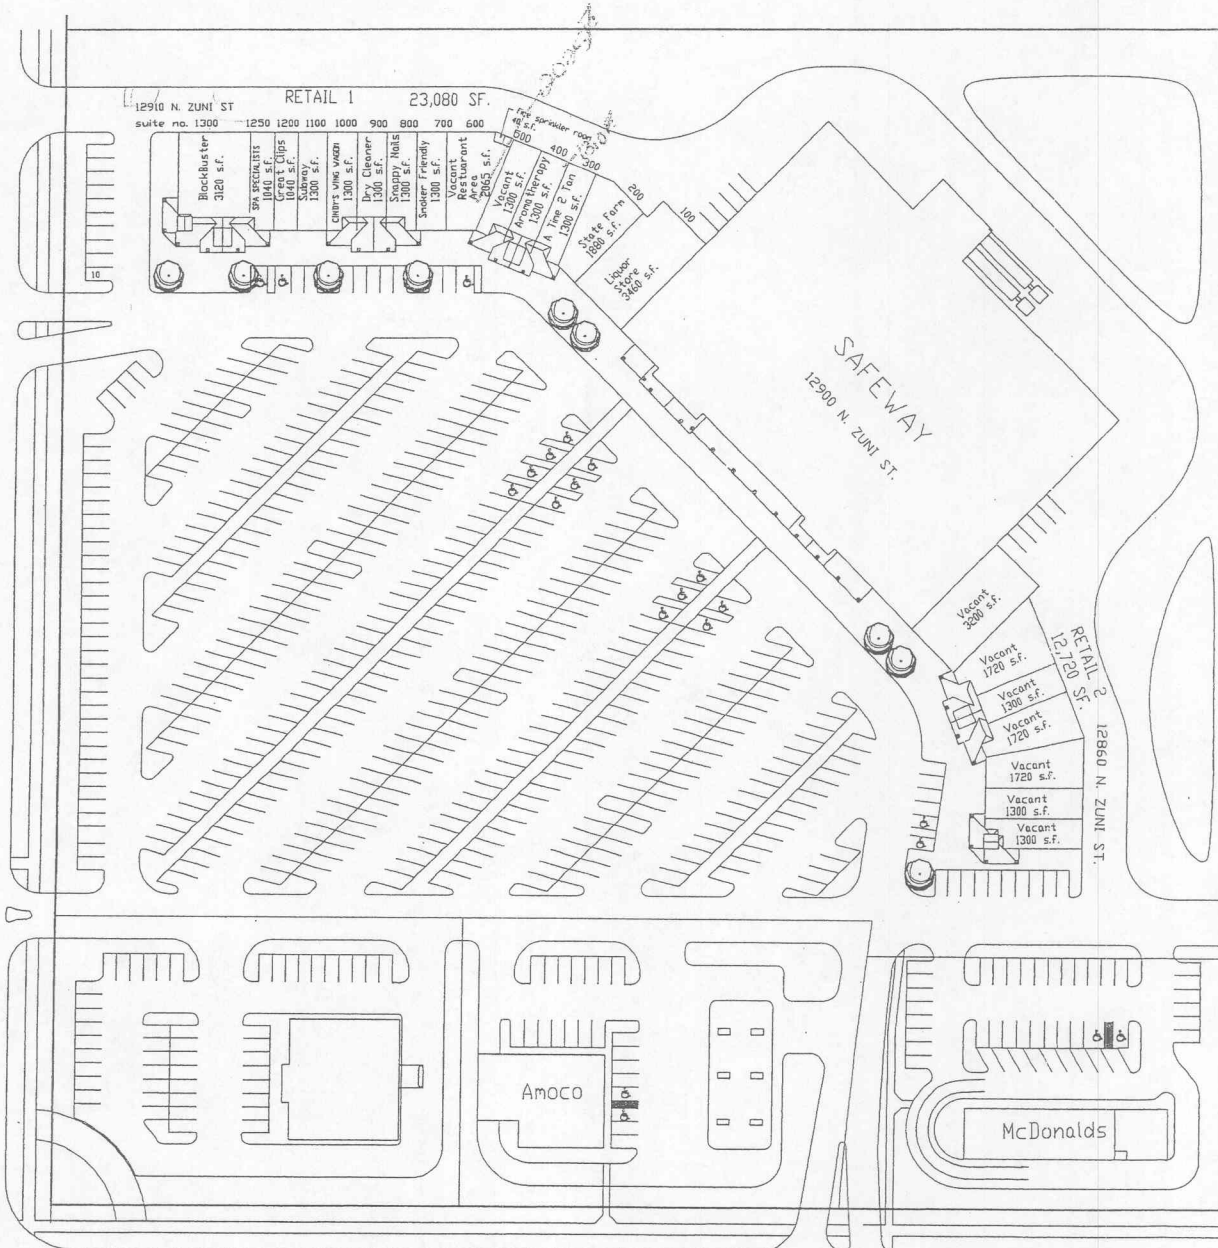 12910 N. ZUNI ST
RETAIL 1
23,080 SF.
suite no. 1300
1250
1200
1100
1000
900
800
700
600
Fire sprinkler room
48 s.f.
500
400
300
200
100
BlockBuster
3120 s.f.
SPA SPECIALISTS
1040 s.f.
Great Clips
1040 s.f.
Subway
1300 s.f.
CINDY'S WING WAGON
1300 s.f.
Dry Cleaner
1300 s.f.
Snappy Nails
1300 s.f.
Smoker Friendly
1300 s.f.
Vacant
Restaurant
Area
2065 s.f.
Vacant
1300 s.f.
Aromatherapy
1300 s.f.
A Time 2 Tan
1300 s.f.
State Farm
1880 s.f.
Liquor
Store
3460 s.f.
10
SAFEWAY
12900 N. ZUNI ST.
Vacant
3200 s.f.
RETAIL 2
12,720 SF.
12860 N. ZUNI ST.
Vacant
1720 s.f.
Vacant
1300 s.f.
Vacant
1720 s.f.
Vacant
1720 s.f.
Vacant
1300 s.f.
Vacant
1300 s.f.
Amoco
McDonalds